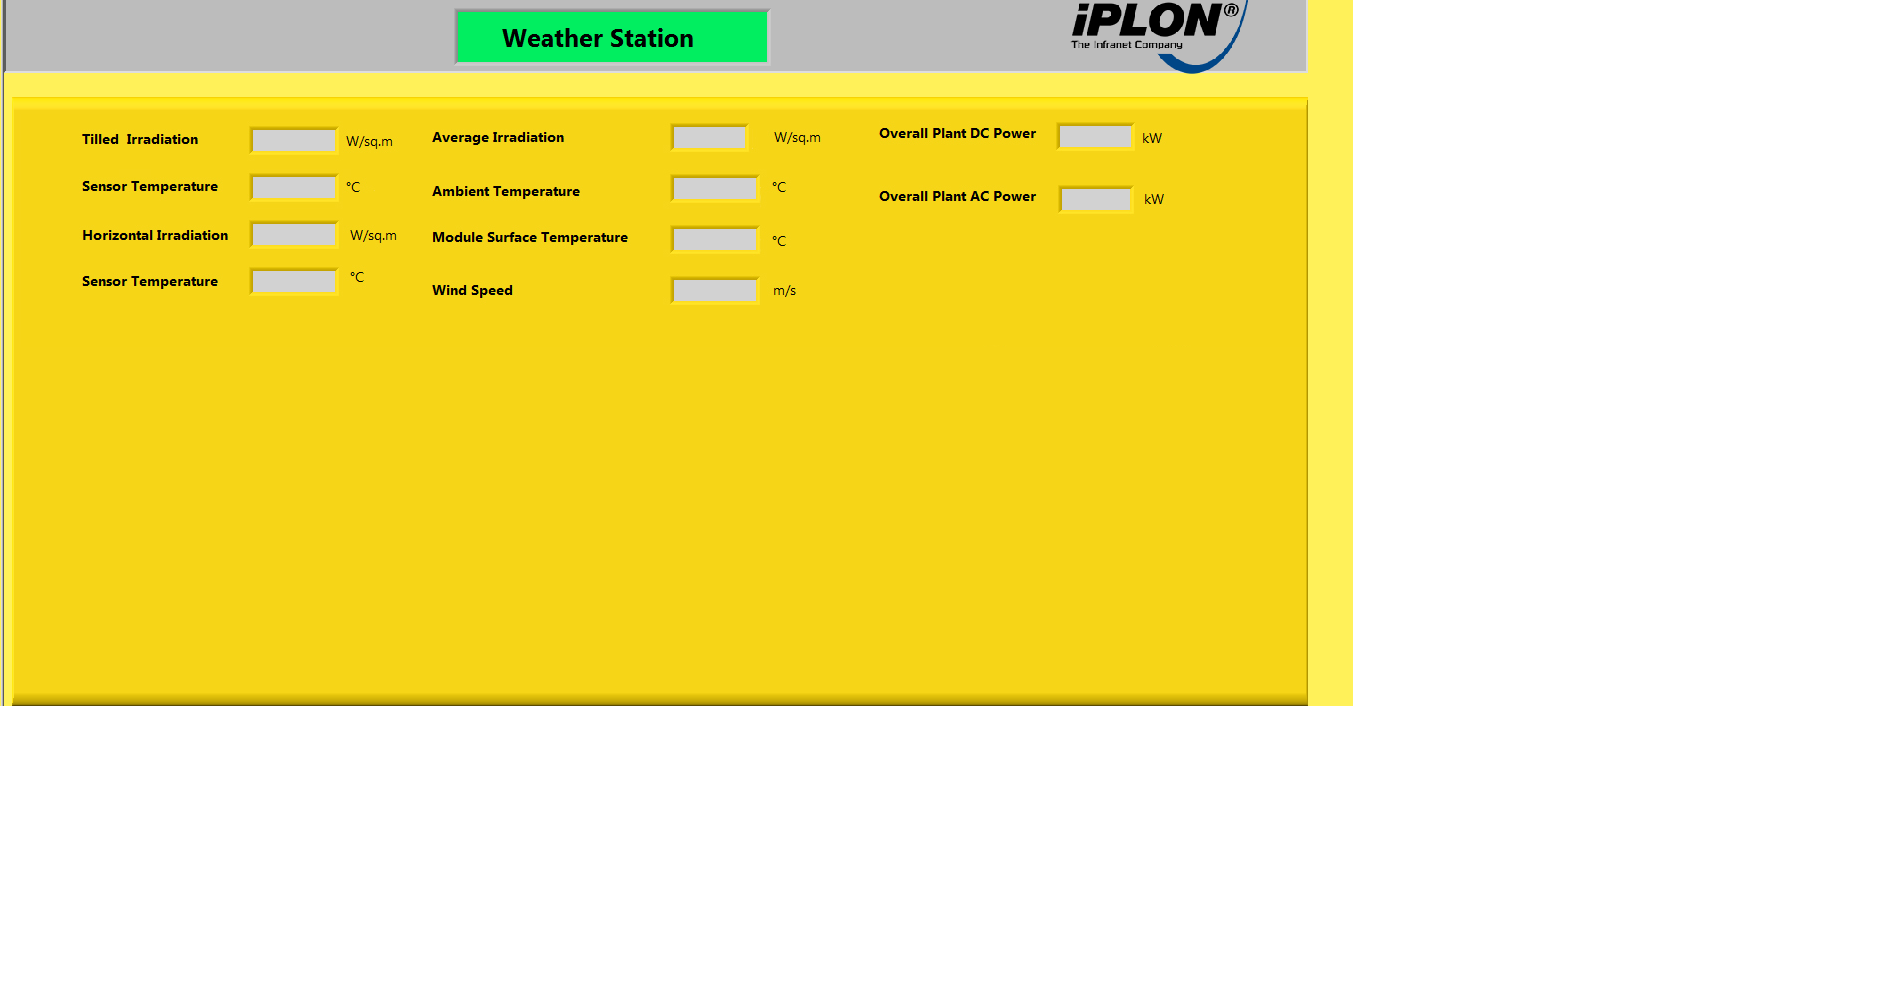 Weather Station
iPLON®
The Infranet Company
Tilled  Irradiation W/sq.m
Sensor Temperature °C
Horizontal Irradiation W/sq.m
Sensor Temperature °C
Average Irradiation W/sq.m
Ambient Temperature °C
Module Surface Temperature °C
Wind Speed m/s
Overall Plant DC Power kW
Overall Plant AC Power kW